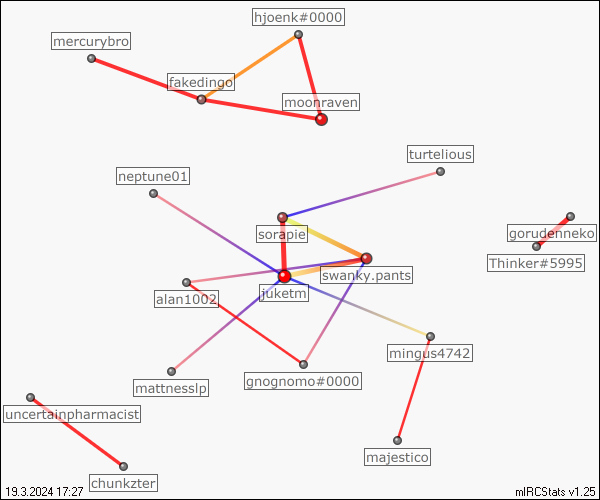 hjoenk#0000
mercurybro
fakedingo
moonraven
turtelious
neptune01
gorudenneko
sorapie
Thinker#5995
swanky.pants
juketm
alan1002
mingus4742
gnognomo#0000
mattnesslp
uncertainpharmacist
majestico
chunkzter
19.3.2024 17:27
mIRCStats v1.25